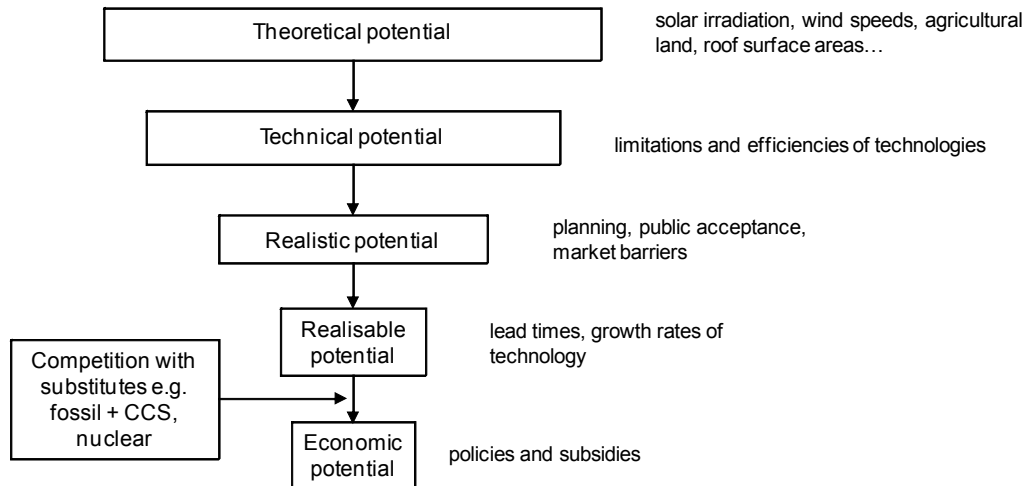 Theoretical potential
solar irradiation, wind speeds, agricultural
land, roof surface areas…
Technical potential
limitations and efficiencies of technologies
Realistic potential
planning, public acceptance,
market barriers
Realisable
potential
lead times, growth rates of
technology
Competition with
substitutes e.g.
fossil + CCS,
nuclear
Economic
potential
policies and subsidies